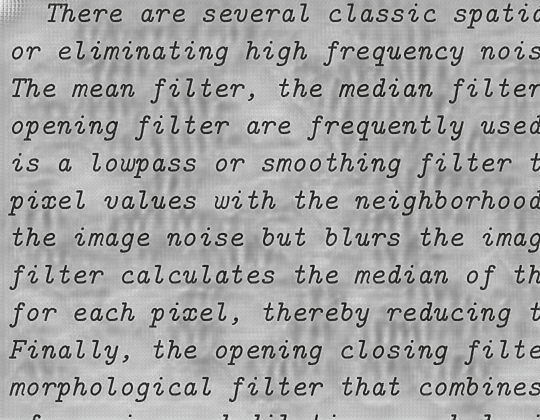 There are several classic spatia
or eliminating high frequency nois
The mean filter, the median filter
opening filter are frequently used
is a lowpass or smoothing filter t
pixel values with the neighborhood
the image noise but blurs the imag
filter calculates the median of th
for each pixel, thereby reducing t
Finally, the opening closing filte
morphological filter that combines